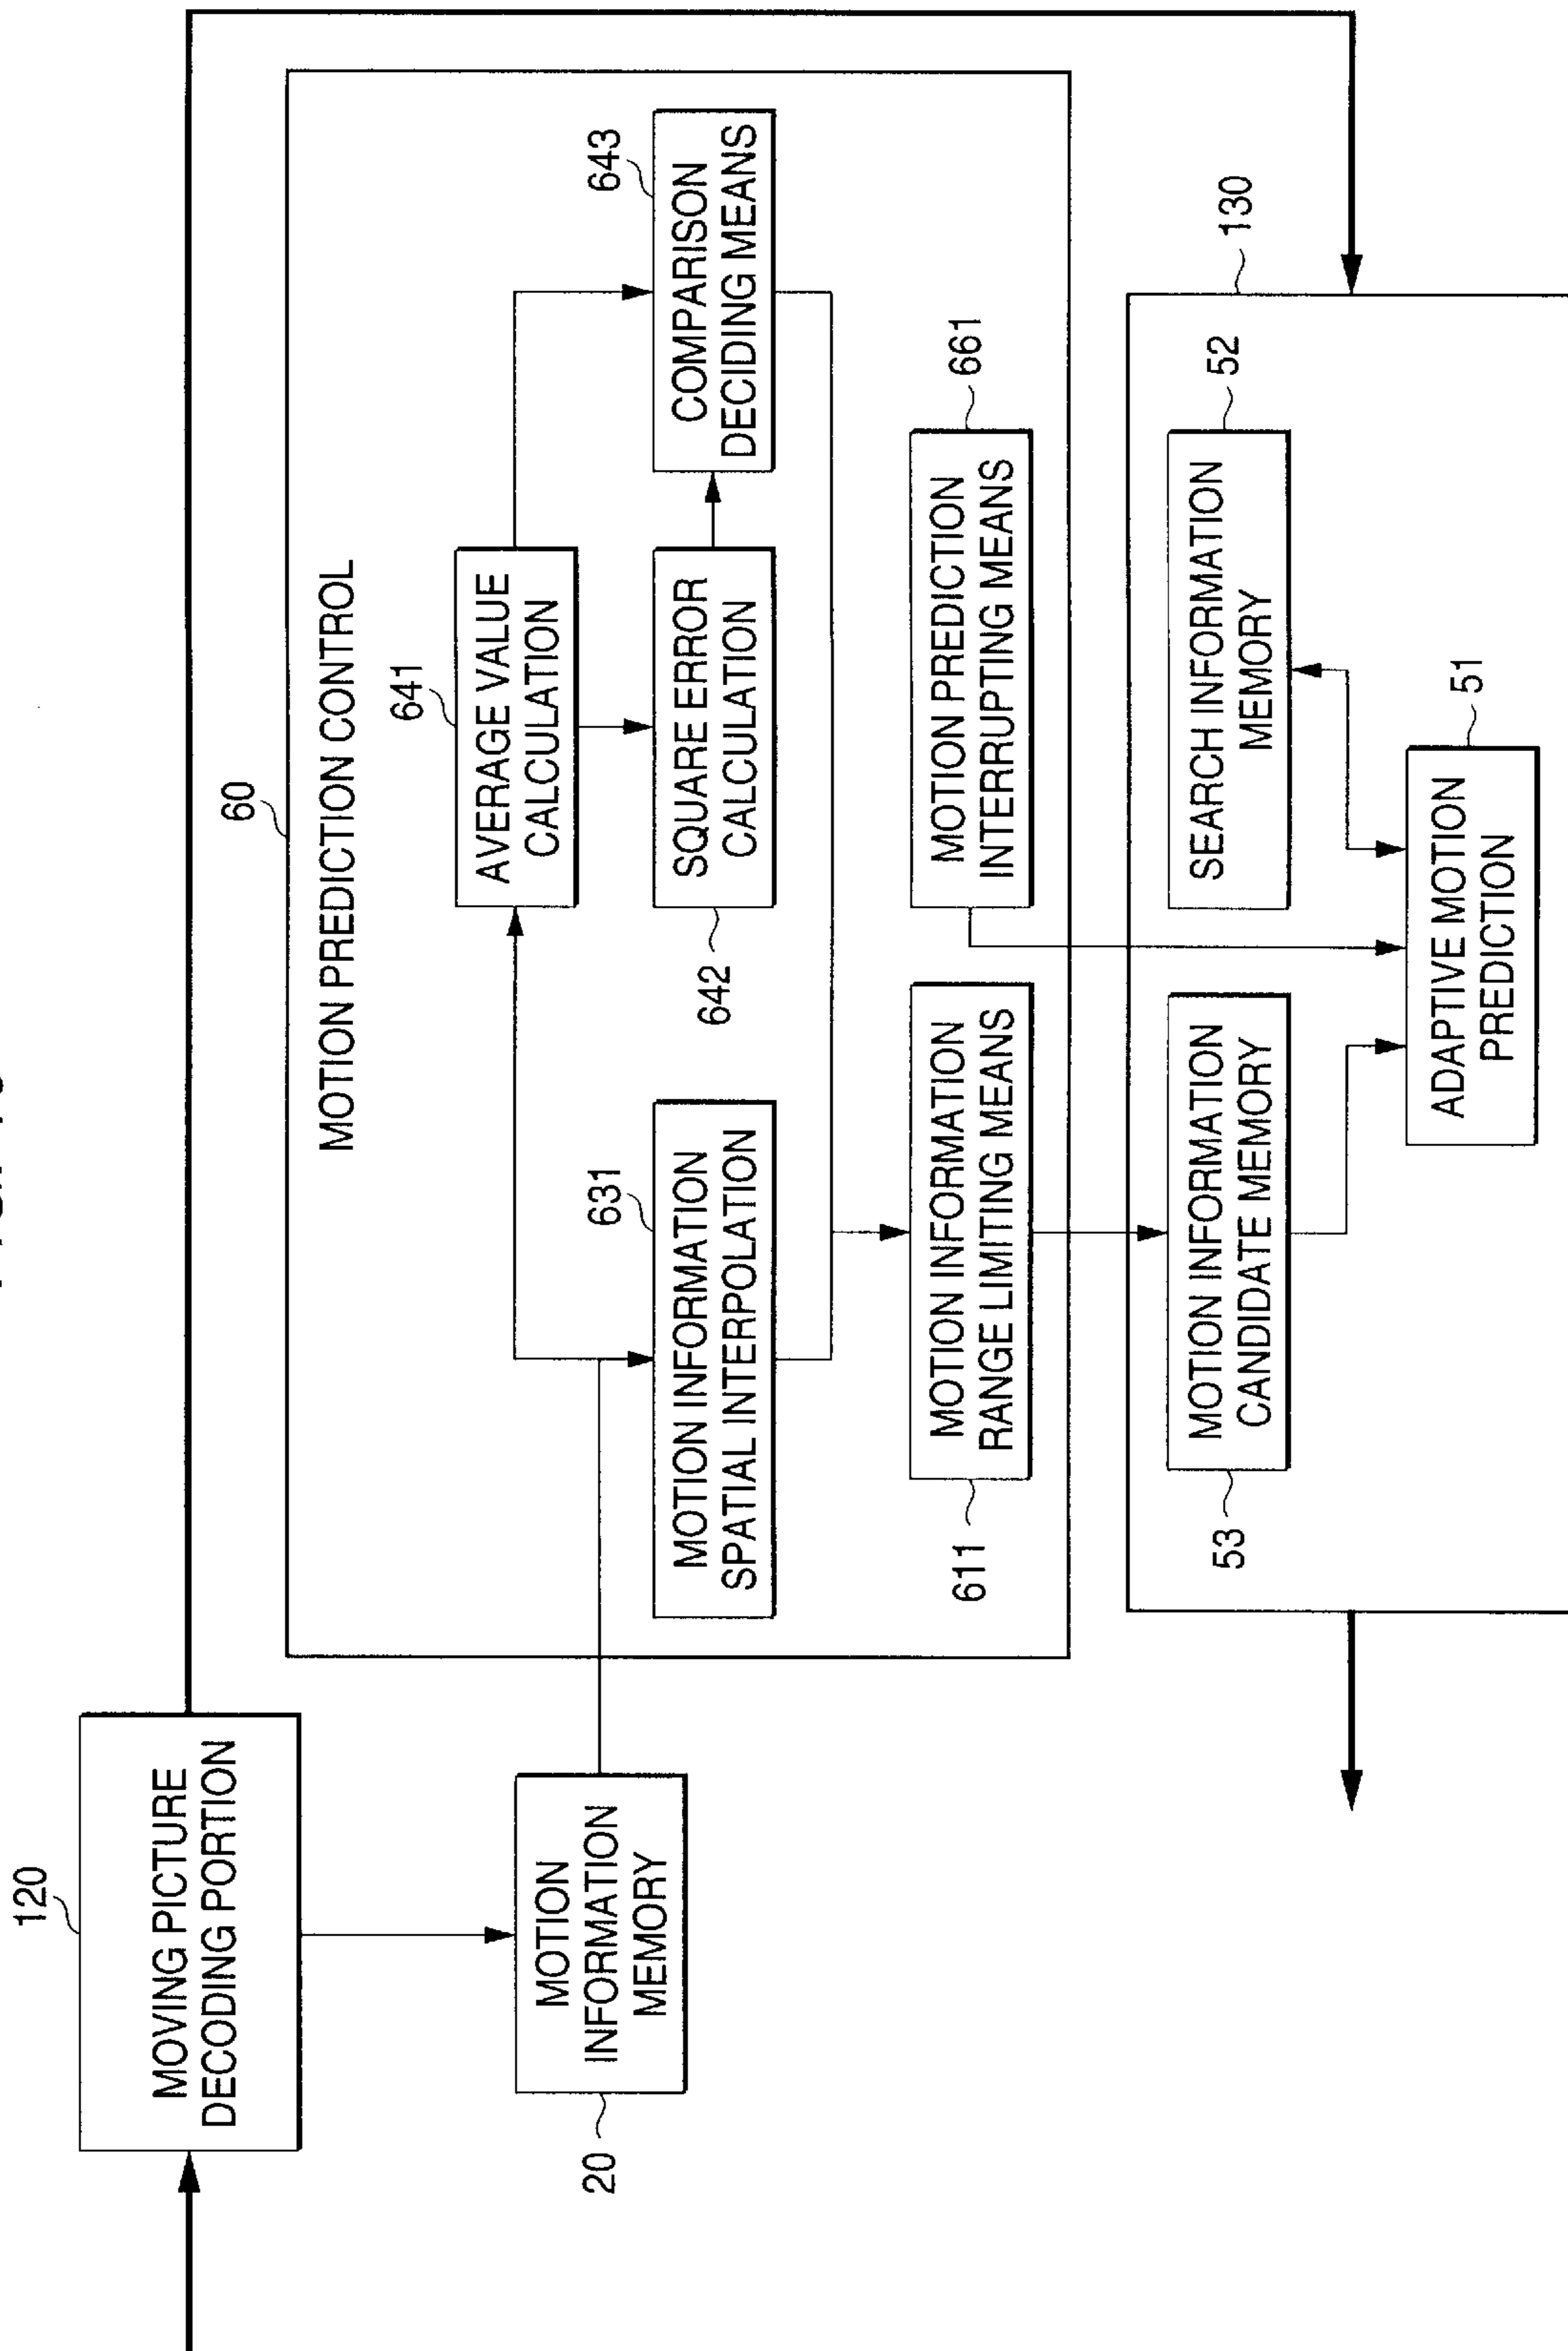 120
MOVING PICTURE
DECODING PORTION
MOTION
INFORMATION
MEMORY
20
60
MOTION PREDICTION CONTROL
641
AVERAGE VALUE
CALCULATION
631
MOTION INFORMATION
SPATIAL INTERPOLATION
SQUARE ERROR
CALCULATION
642
643
COMPARISON
DECIDING MEANS
MOTION INFORMATION
RANGE LIMITING MEANS
611
MOTION PREDICTION
INTERRUPTING MEANS
661
130
MOTION INFORMATION
CANDIDATE MEMORY
53
SEARCH INFORMATION
MEMORY
52
ADAPTIVE MOTION
PREDICTION
51